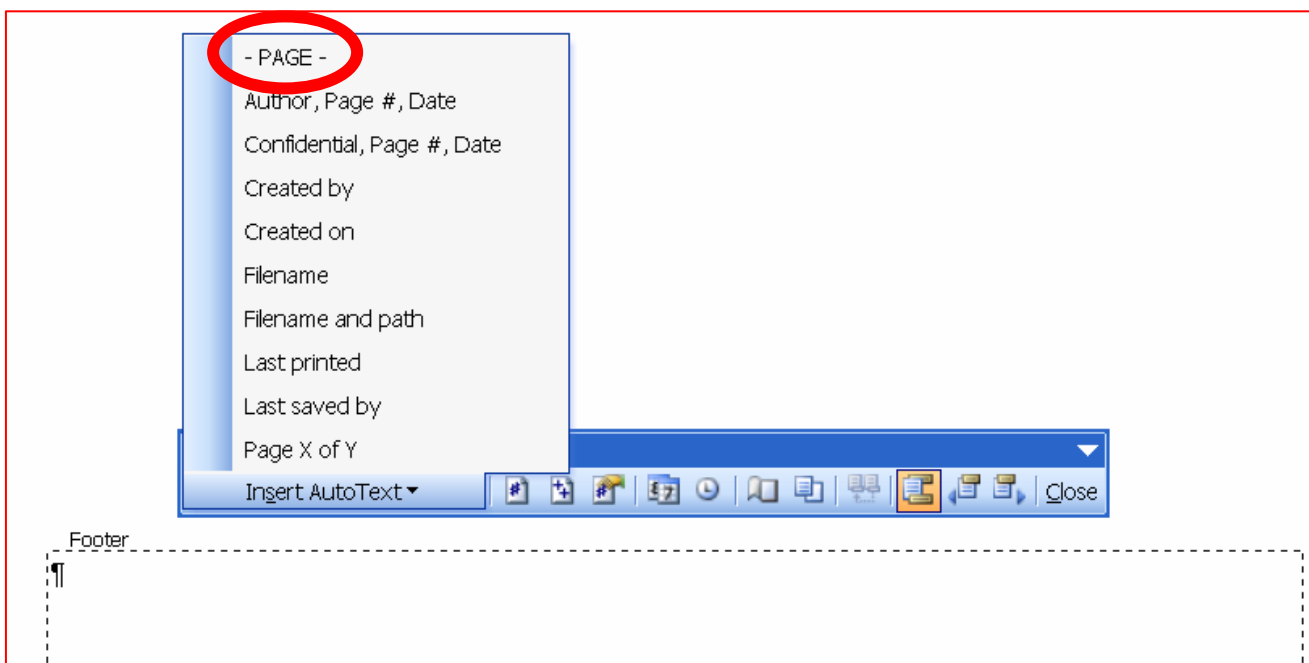 - PAGE -
Author, Page #, Date
Confidential, Page #, Date
Created by
Created on
Filename
Filename and path
Last printed
Last saved by
Page X of Y
Insert AutoText Close
Footer
¶